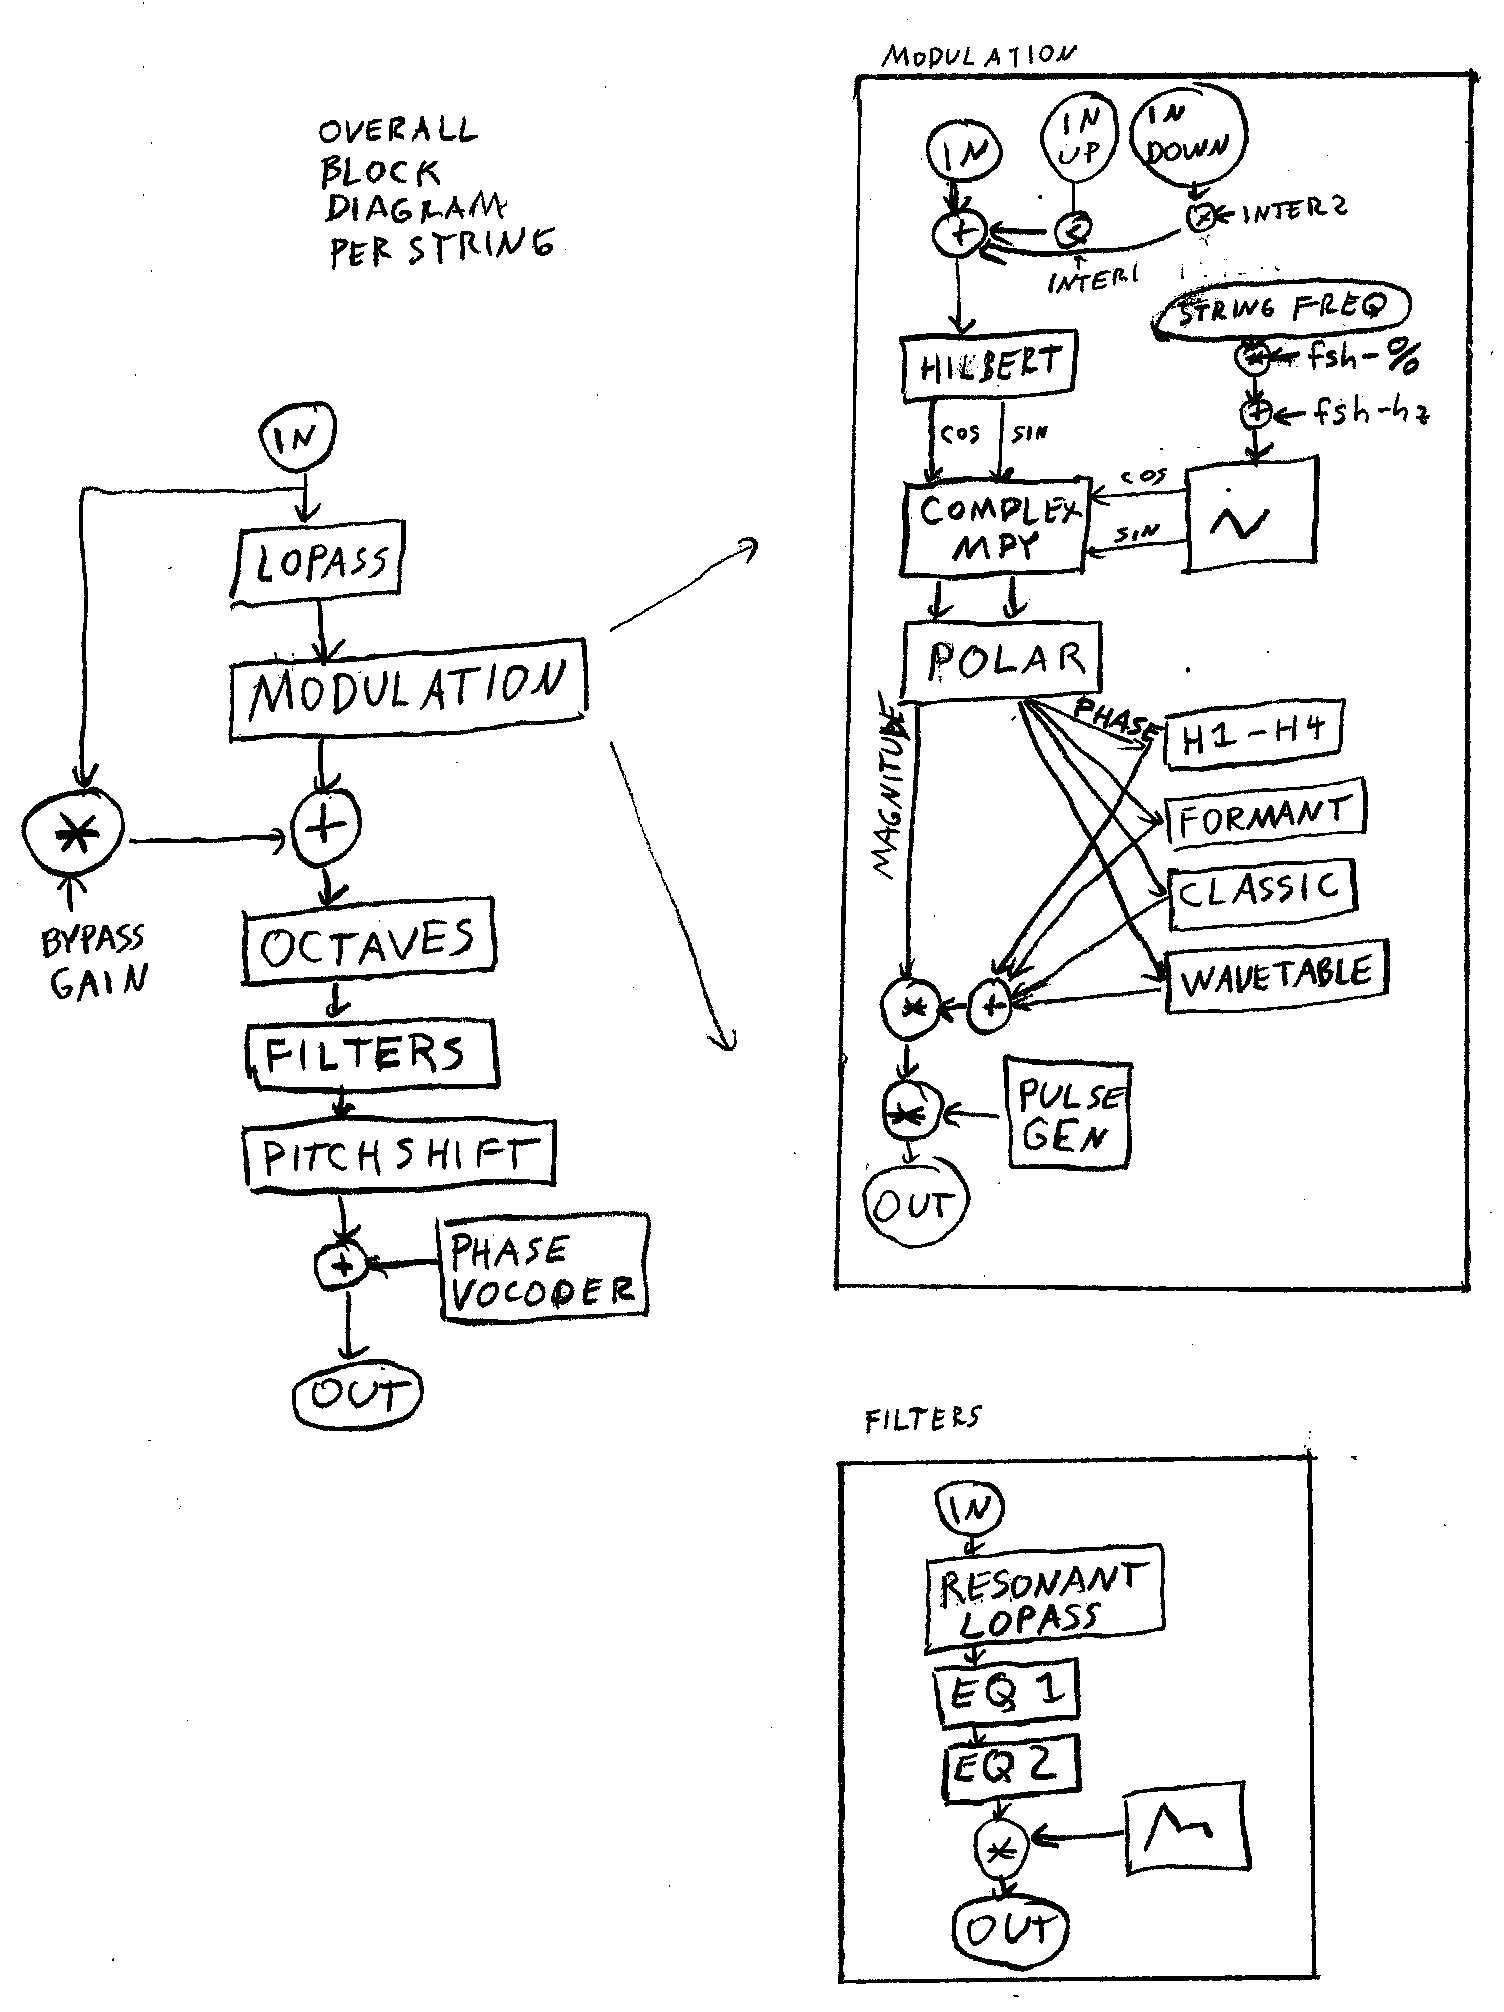 OVERALL
BLOCK
DIAGRAM
PER STRING
IN
LOPASS
MODULATION
*
+
BYPASS
GAIN
OCTAVES
FILTERS
PITCHSHIFT
+
PHASE
VOCODER
OUT
MODULATION
IN
IN
UP
IN
DOWN
+
INTER2
INTER1
STRING FREQ
HILBERT
* fsh-%
+ fsh-hz
COS SIN
COMPLEX
MPY
COS
SIN
POLAR
MAGNITUDE
PHASE
H1-H4
FORMANT
CLASSIC
WAVETABLE
* +
*
PULSE
GEN
OUT
FILTERS
IN
RESONANT
LOPASS
EQ 1
EQ 2
*
OUT